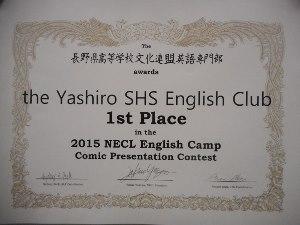 The
長野県高等学校文化連盟英語専門部
awards
the Yashiro SHS English Club
1st Place
in the
2015 NECL English Camp
Comic Presentation Contest